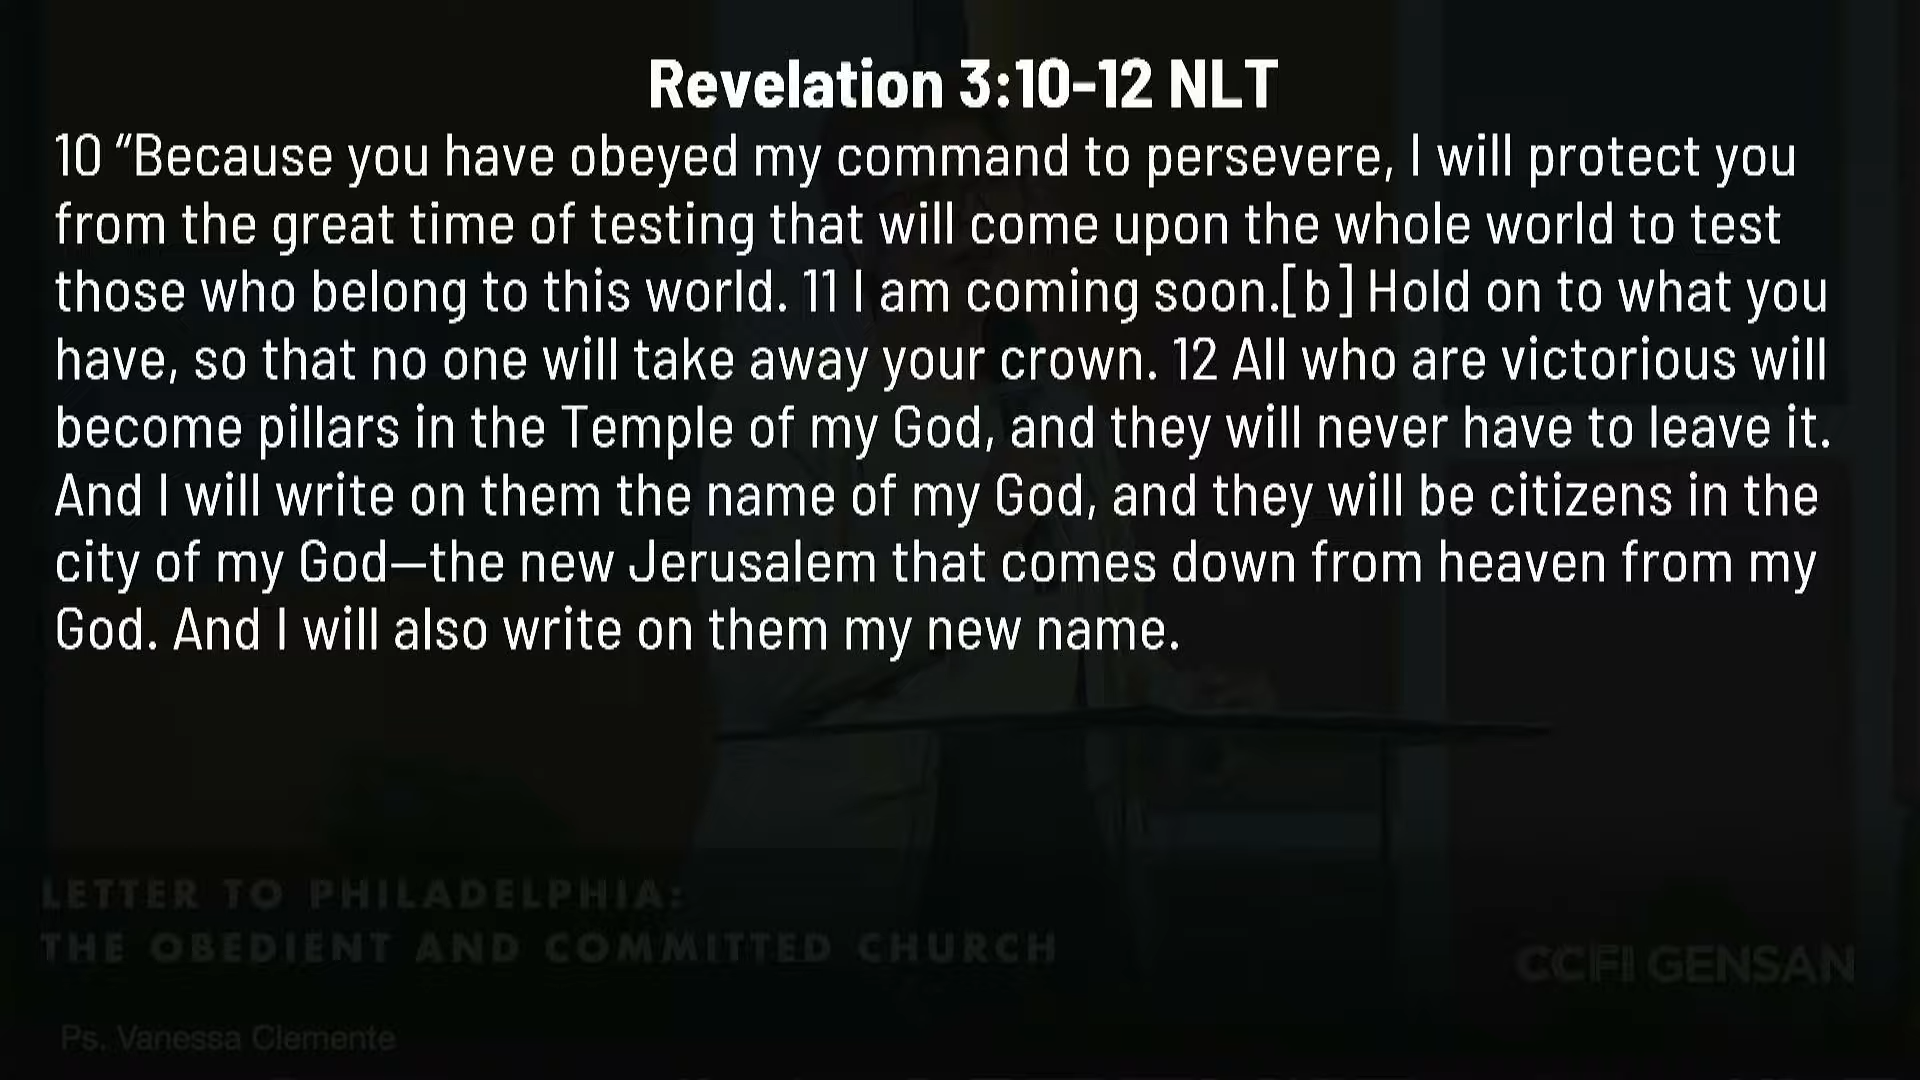 Revelation 3:10-12 NLT
10 “Because you have obeyed my command to persevere, I will protect you
from the great time of testing that will come upon the whole world to test
those who belong to this world. 11 I am coming soon.[b] Hold on to what you
have, so that no one will take away your crown. 12 All who are victorious will
become pillars in the Temple of my God, and they will never have to leave it.
And I will write on them the name of my God, and they will be citizens in the
city of my God—the new Jerusalem that comes down from heaven from my
God. And I will also write on them my new name.
LETTER TO PHILADELPHIA:
THE OBEDIENT AND COMMITTED CHURCH
CCFI GENSAN
Ps. Vanessa Clemente